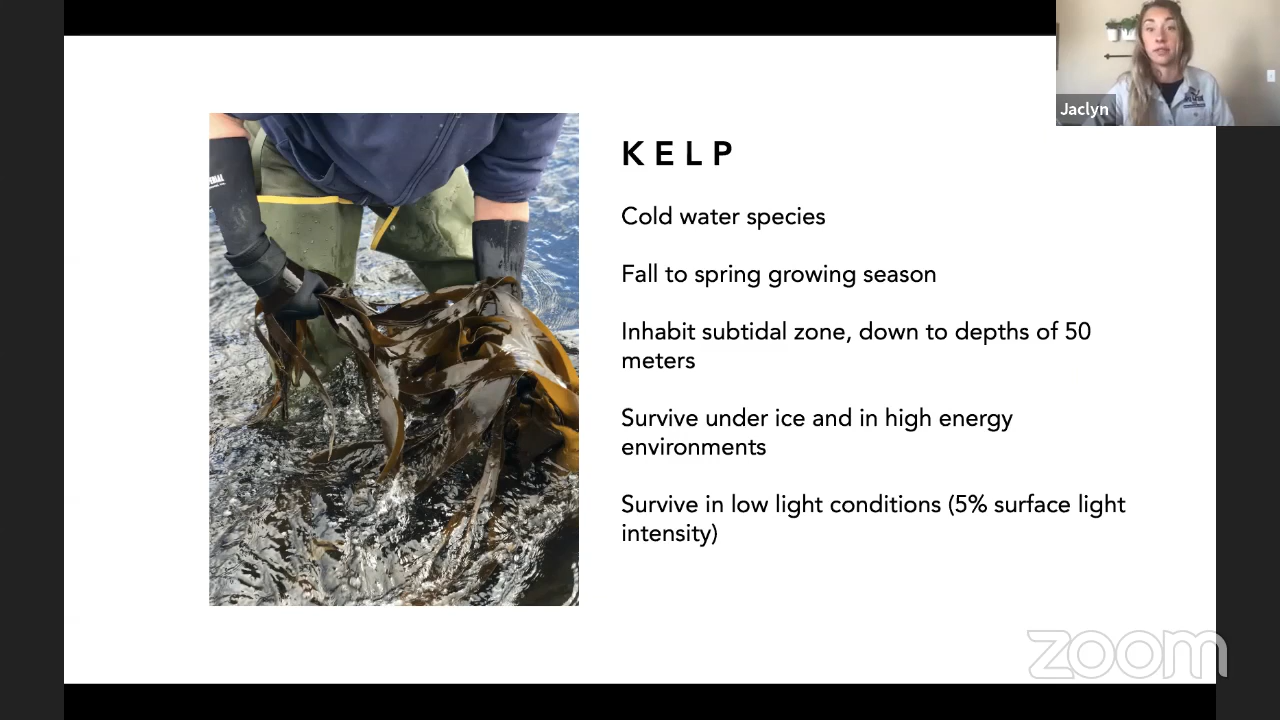 Jaclyn
KELP
Cold water species
Fall to spring growing season
Inhabit subtidal zone, down to depths of 50
meters
Survive under ice and in high energy
environments
Survive in low light conditions (5% surface light
intensity)
zoom